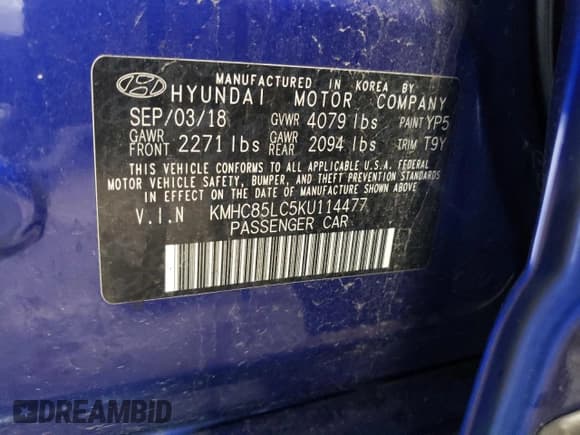 MANUFACTURED IN KOREA BY
HYUNDAI MOTOR COMPANY
SEP/03/18 GVWR 4079 lbs PAINT YP5
GAWR FRONT 2271 lbs GAWR REAR 2094 lbs TRIM T9Y
THIS VEHICLE CONFORMS TO ALL APPLICABLE U.S.A. FEDERAL
MOTOR VEHICLE SAFETY, BUMPER, AND THEFT PREVENTION STANDARDS
IN EFFECT ON THE DATE OF MANUFACTURE SHOWN ABOVE.
V.I.N KMHC85LC5KU114477
PASSENGER CAR
DREAMBID